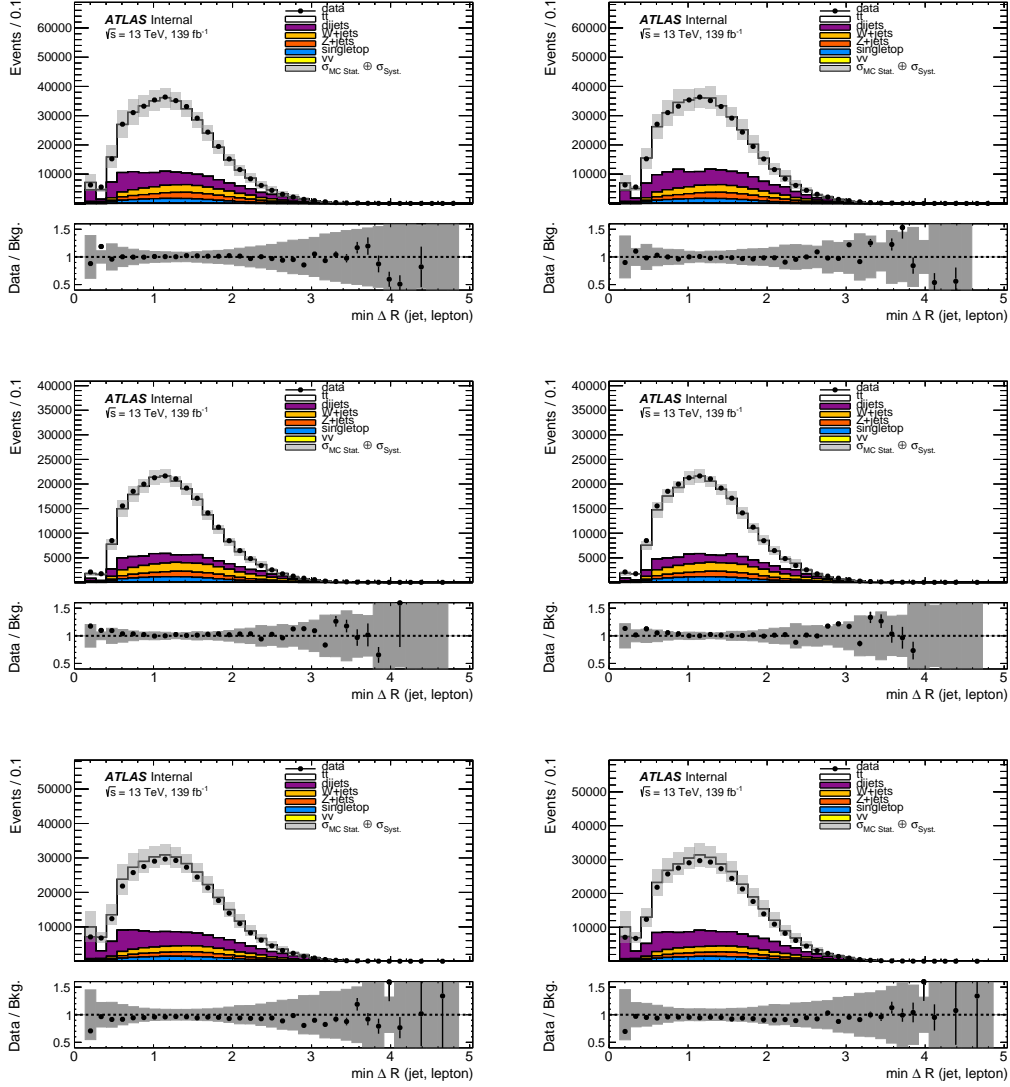 Events / 0.1
60000
50000
40000
30000
20000
10000
ATLAS Internal
√s = 13 TeV, 139 fb⁻¹
data
tt
dijets
W+jets
Z+jets
singletop
vv
σMC Stat. ⊕ σSyst.
Data / Bkg.
1.5
1
0.5
0 1 2 3 4 5
min Δ R (jet, lepton)
Events / 0.1
60000
50000
40000
30000
20000
10000
ATLAS Internal
√s = 13 TeV, 139 fb⁻¹
data
tt
dijets
W+jets
Z+jets
singletop
vv
σMC Stat. ⊕ σSyst.
Data / Bkg.
1.5
1
0.5
0 1 2 3 4 5
min Δ R (jet, lepton)
Events / 0.1
40000
35000
30000
25000
20000
15000
10000
5000
ATLAS Internal
√s = 13 TeV, 139 fb⁻¹
data
tt
dijets
W+jets
Z+jets
singletop
vv
σMC Stat. ⊕ σSyst.
Data / Bkg.
1.5
1
0.5
0 1 2 3 4 5
min Δ R (jet, lepton)
Events / 0.1
40000
35000
30000
25000
20000
15000
10000
5000
ATLAS Internal
√s = 13 TeV, 139 fb⁻¹
data
tt
dijets
W+jets
Z+jets
singletop
vv
σMC Stat. ⊕ σSyst.
Data / Bkg.
1.5
1
0.5
0 1 2 3 4 5
min Δ R (jet, lepton)
Events / 0.1
50000
40000
30000
20000
10000
ATLAS Internal
√s = 13 TeV, 139 fb⁻¹
data
tt
dijets
W+jets
Z+jets
singletop
vv
σMC Stat. ⊕ σSyst.
Data / Bkg.
1.5
1
0.5
0 1 2 3 4 5
min Δ R (jet, lepton)
Events / 0.1
50000
40000
30000
20000
10000
ATLAS Internal
√s = 13 TeV, 139 fb⁻¹
data
tt
dijets
W+jets
Z+jets
singletop
vv
σMC Stat. ⊕ σSyst.
Data / Bkg.
1.5
1
0.5
0 1 2 3 4 5
min Δ R (jet, lepton)